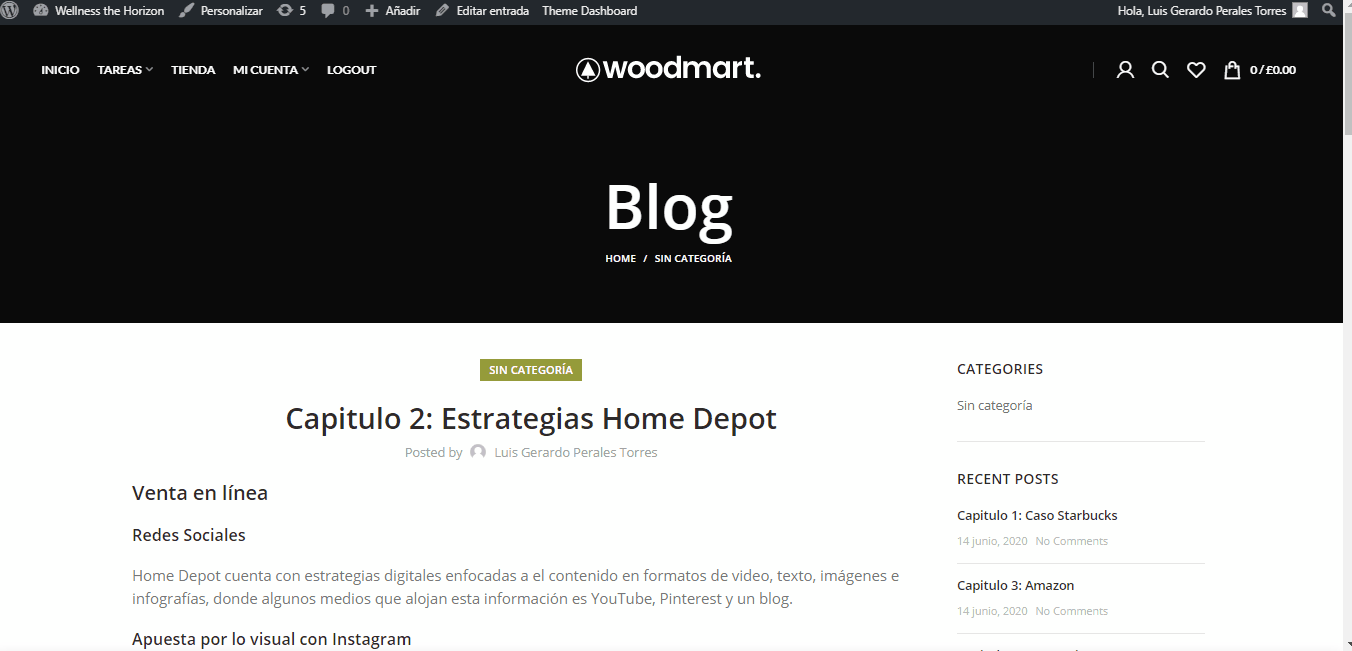 Wellness the Horizon Personalizar 5 0 Añadir Editar entrada Theme Dashboard Hola, Luis Gerardo Perales Torres
INICIO TAREAS TIENDA MI CUENTA LOGOUT woodmart. 0 / £0.00
Blog
HOME / SIN CATEGORÍA
SIN CATEGORÍA
Capitulo 2: Estrategias Home Depot
Posted by Luis Gerardo Perales Torres
Venta en línea
Redes Sociales
Home Depot cuenta con estrategias digitales enfocadas a el contenido en formatos de video, texto, imágenes e
infografías, donde algunos medios que alojan esta información es YouTube, Pinterest y un blog.
Apuesta por lo visual con Instagram
CATEGORIES
Sin categoría
RECENT POSTS
Capitulo 1: Caso Starbucks
14 junio, 2020 No Comments
Capitulo 3: Amazon
14 junio, 2020 No Comments